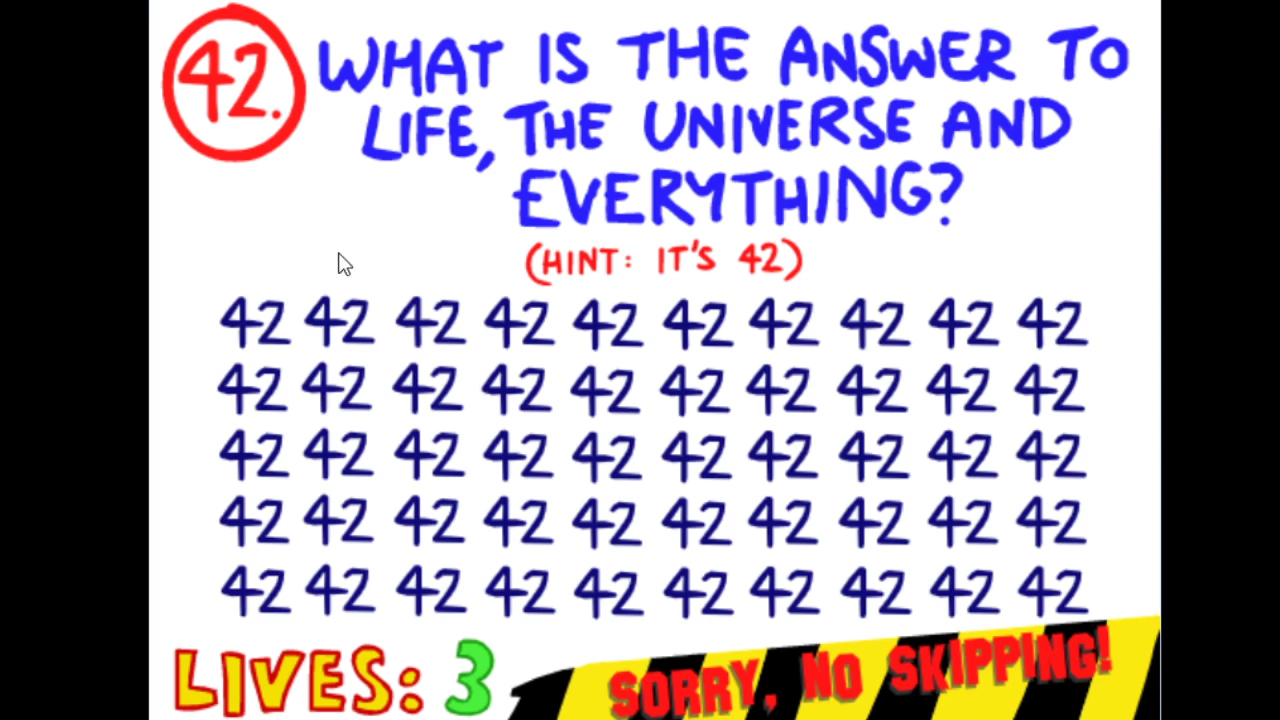 42. WHAT IS THE ANSWER TO
LIFE, THE UNIVERSE AND
EVERYTHING?
(HINT: IT'S 42)
42 42 42 42 42 42 42 42 42 42
42 42 42 42 42 42 42 42 42 42
42 42 42 42 42 42 42 42 42 42
42 42 42 42 42 42 42 42 42 42
42 42 42 42 42 42 42 42 42 42
LIVES: 3
SORRY, NO SKIPPING!